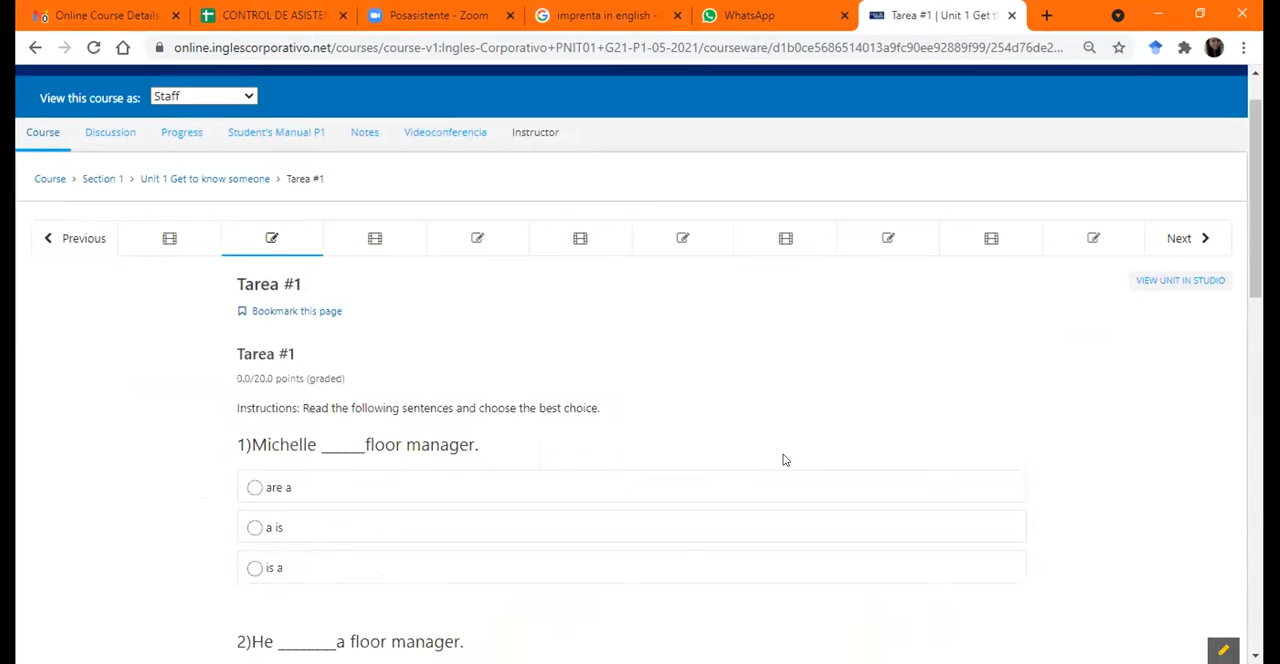 Online Course Details
CONTROL DE ASISTEN
Posasistente - Zoom
imprenta in english -
WhatsApp
Tarea #1 | Unit 1 Get t
online.inglescorporativo.net/courses/course-v1:Ingles-Corporativo+PNIT01+G21-P1-05-2021/courseware/d1b0ce5686514013a9fc90ee92889f99/254d76de2...
View this course as: Staff
Course
Discussion
Progress
Student's Manual P1
Notes
Videoconferencia
Instructor
Course > Section 1 > Unit 1 Get to know someone > Tarea #1
Previous
Next
Tarea #1
VIEW UNIT IN STUDIO
Bookmark this page
Tarea #1
0.0/20.0 points (graded)
Instructions: Read the following sentences and choose the best choice.
1)Michelle ______floor manager.
are a
a is
is a
2)He ________a floor manager.